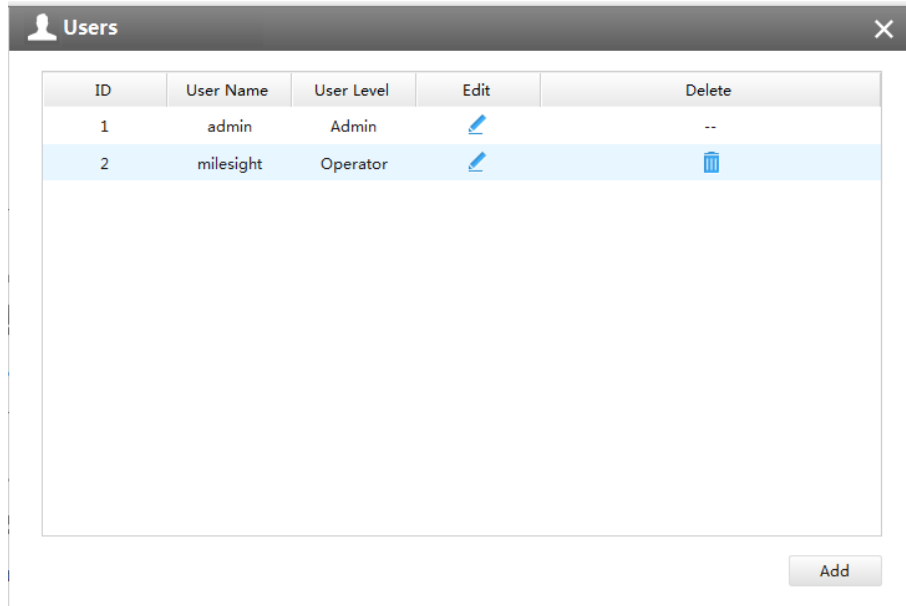 Users
ID User Name User Level Edit Delete
1 admin Admin --
2 milesight Operator
Add